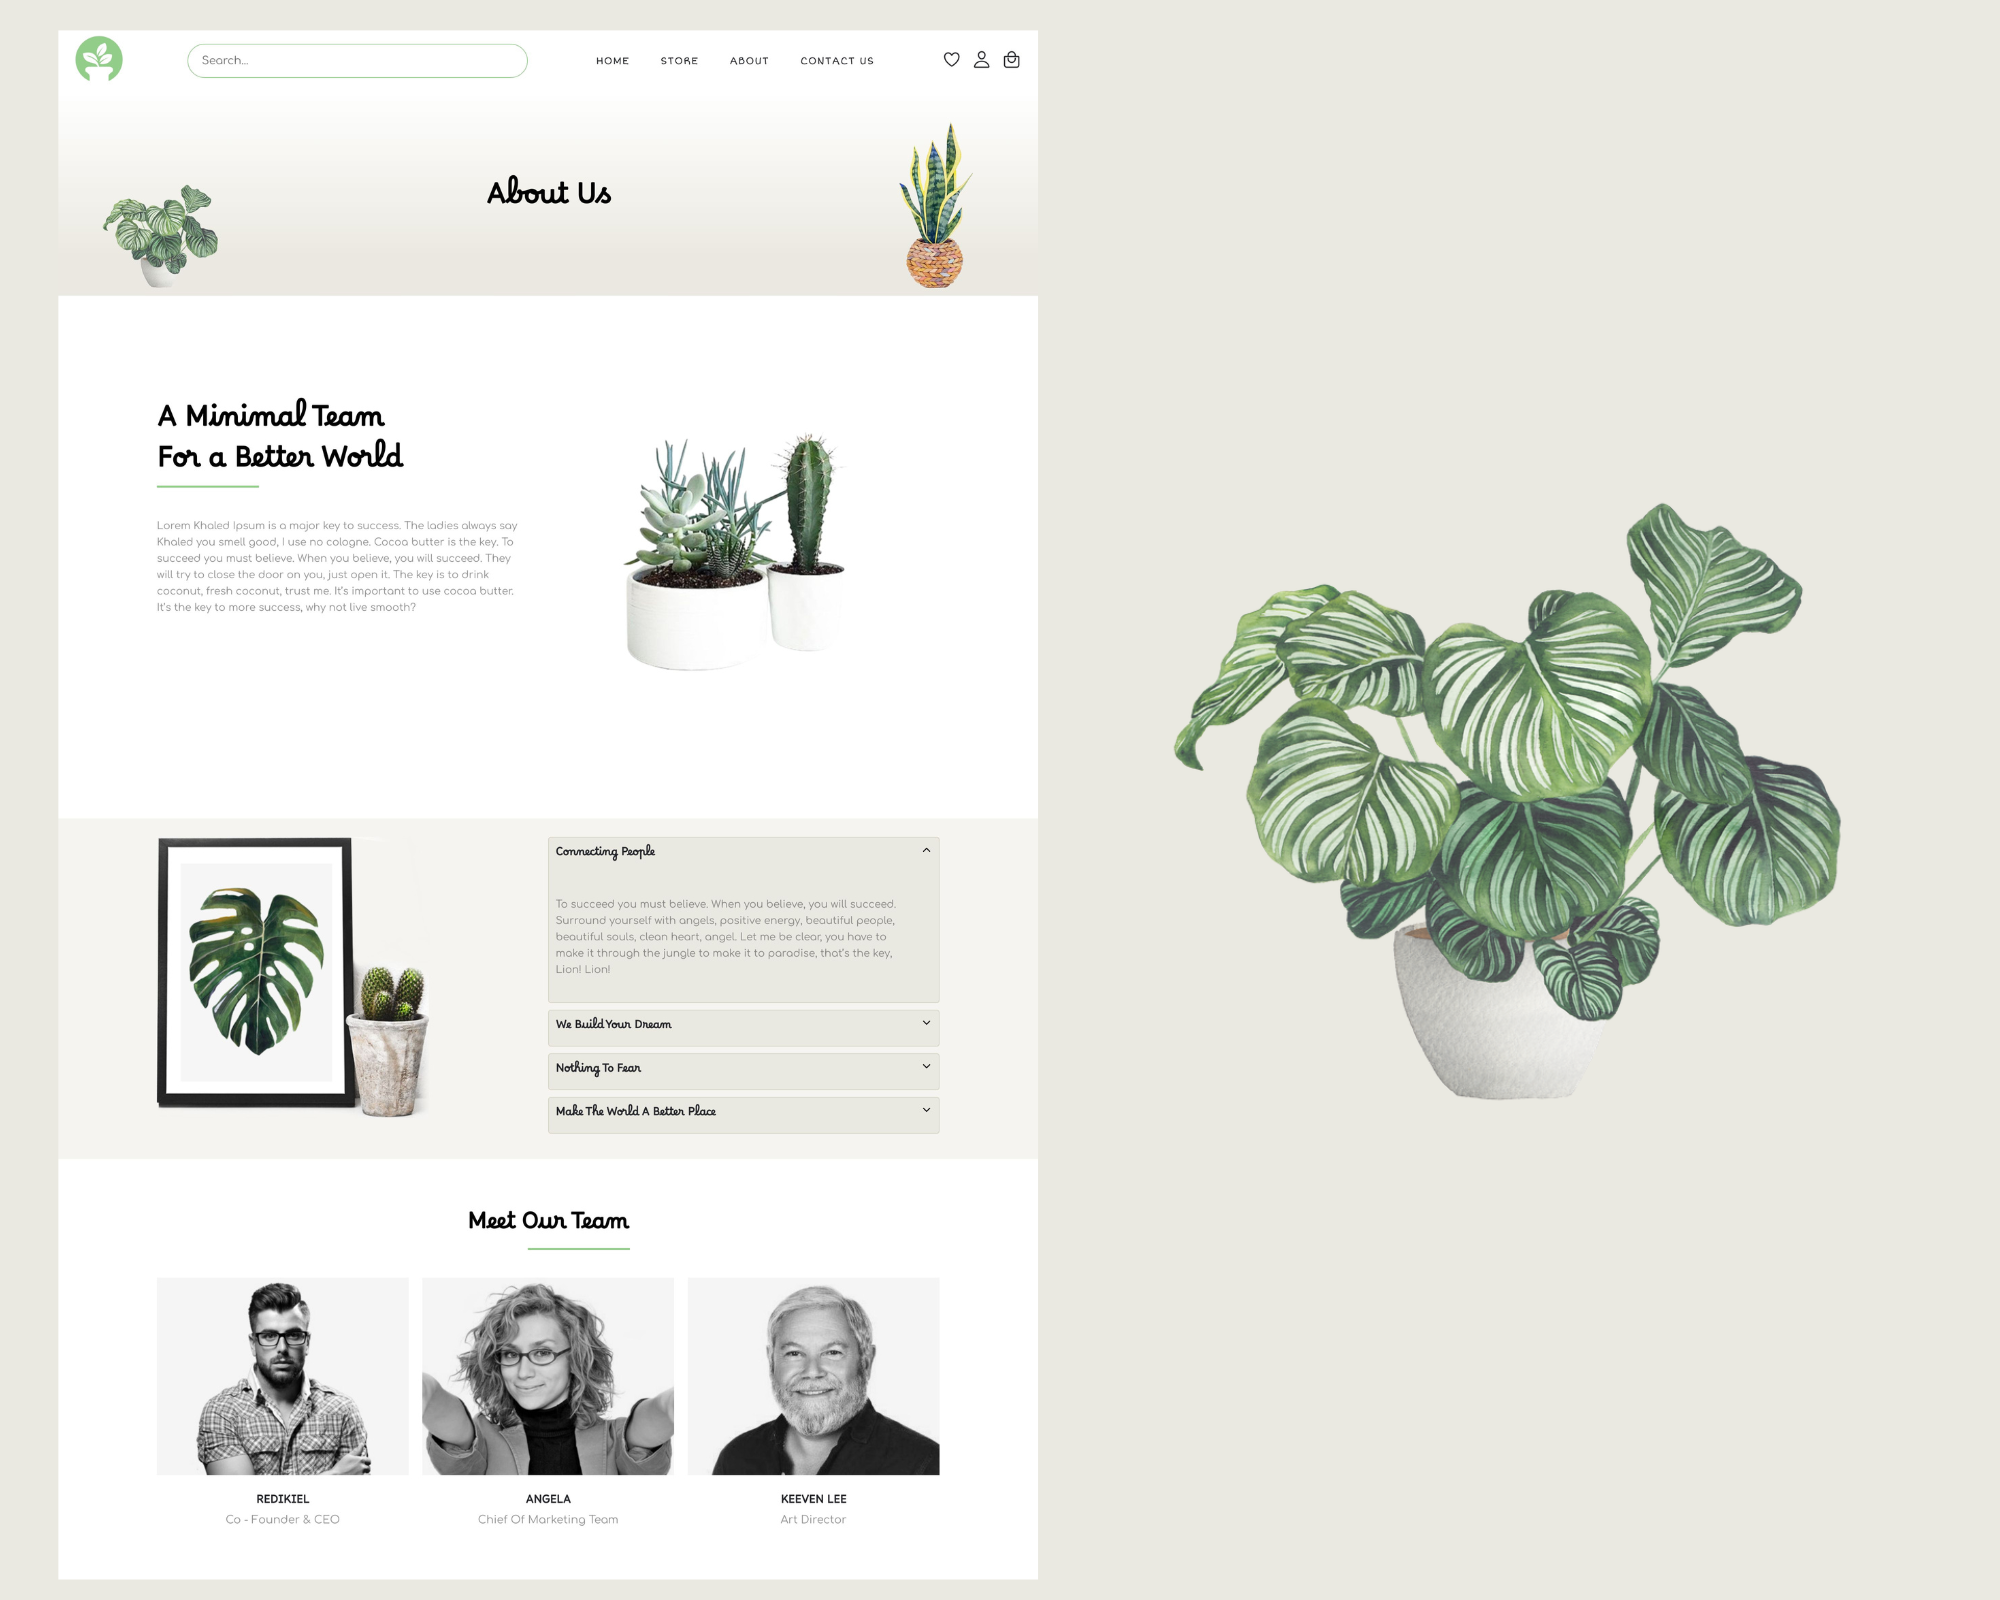 Search...
HOME STORE ABOUT CONTACT US
About Us
A Minimal Team
For a Better World
Lorem Khaled Ipsum is a major key to success. The ladies always say
Khaled you smell good, I use no cologne. Cocoa butter is the key. To
succeed you must believe. When you believe, you will succeed. They
will try to close the door on you, just open it. The key is to drink
coconut, fresh coconut, trust me. It's important to use cocoa butter.
It's the key to more success, why not live smooth?
Connecting People
To succeed you must believe. When you believe, you will succeed.
Surround yourself with angels, positive energy, beautiful people,
beautiful souls, clean heart, angel. Let me be clear, you have to
make it through the jungle to make it to paradise, that's the key,
Lion! Lion!
We Build Your Dream
Nothing To Fear
Make The World A Better Place
Meet Our Team
REDIKIEL
Co - Founder & CEO
ANGELA
Chief Of Marketing Team
KEEVEN LEE
Art Director